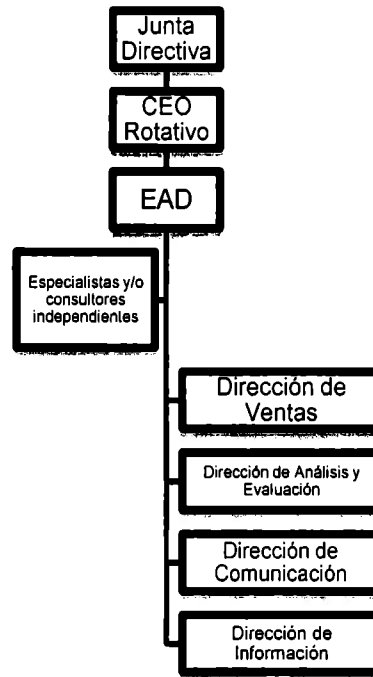 Junta
Directiva
CEO
Rotativo
EAD
Especialistas y/o
consultores
independientes
Dirección de
Ventas
Dirección de Análisis y
Evaluación
Dirección de
Comunicación
Dirección de
Información